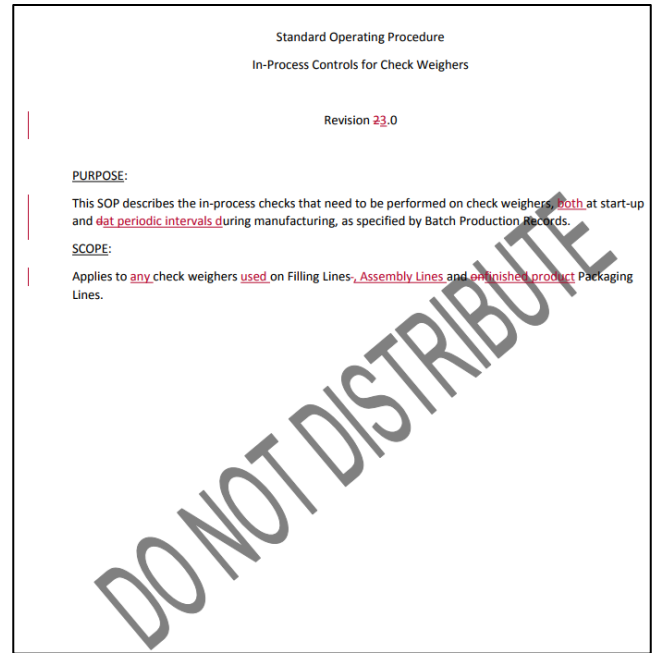 Standard Operating Procedure
In-Process Controls for Check Weighers
Revision 23.0
PURPOSE:
This SOP describes the in-process checks that need to be performed on check weighers, both at start-up
and dat periodic intervals during manufacturing, as specified by Batch Production Records.
SCOPE:
Applies to any check weighers used on Filling Lines , Assembly Lines and onfinished product Packaging
Lines.
DO NOT DISTRIBUTE